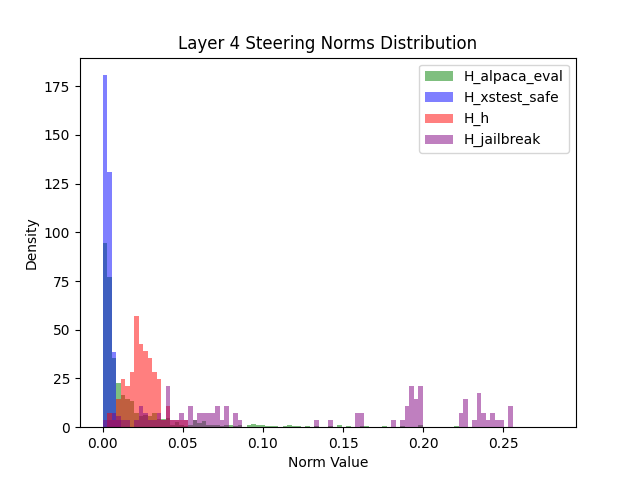 Layer 4 Steering Norms Distribution
H_alpaca_eval
H_xstest_safe
H_h
H_jailbreak
175
150
125
100
75
50
25
0
Density
0.00 0.05 0.10 0.15 0.20 0.25
Norm Value